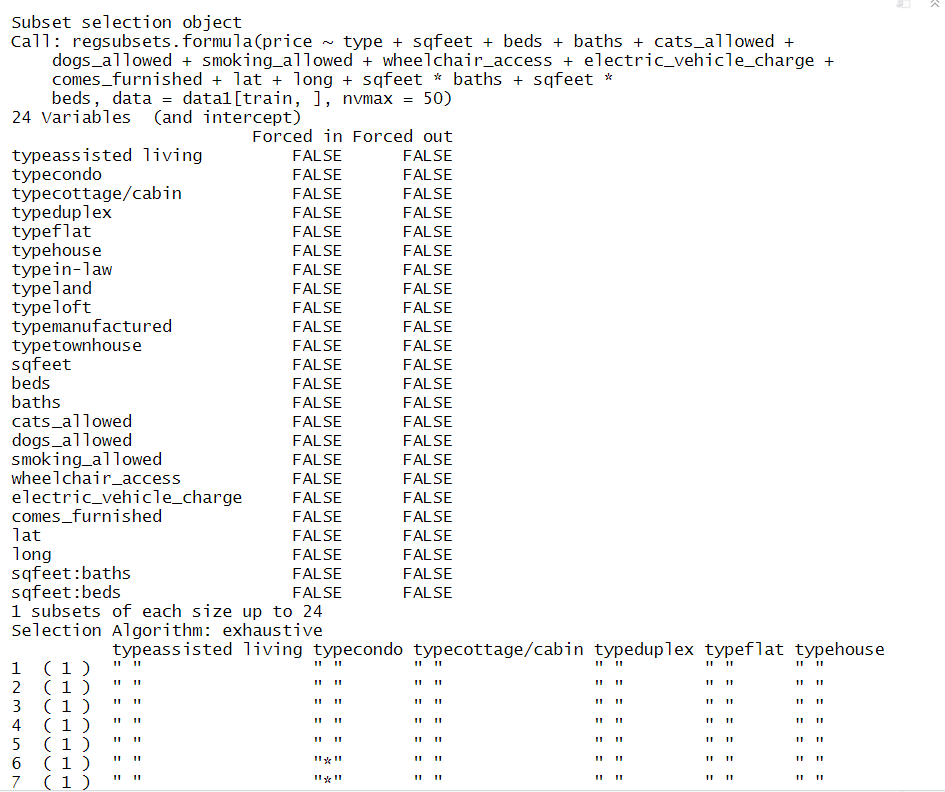 Subset selection object
Call: regsubsets.formula(price ~ type + sqfeet + beds + baths + cats_allowed +
    dogs_allowed + smoking_allowed + wheelchair_access + electric_vehicle_charge +
    comes_furnished + lat + long + sqfeet * baths + sqfeet *
    beds, data = data1[train, ], nvmax = 50)
24 Variables  (and intercept)
                        Forced in Forced out
typeassisted living         FALSE      FALSE
typecondo                   FALSE      FALSE
typecottage/cabin           FALSE      FALSE
typeduplex                  FALSE      FALSE
typeflat                    FALSE      FALSE
typehouse                   FALSE      FALSE
typein-law                  FALSE      FALSE
typeland                    FALSE      FALSE
typeloft                    FALSE      FALSE
typemanufactured            FALSE      FALSE
typetownhouse               FALSE      FALSE
sqfeet                      FALSE      FALSE
beds                        FALSE      FALSE
baths                       FALSE      FALSE
cats_allowed                FALSE      FALSE
dogs_allowed                FALSE      FALSE
smoking_allowed             FALSE      FALSE
wheelchair_access           FALSE      FALSE
electric_vehicle_charge     FALSE      FALSE
comes_furnished             FALSE      FALSE
lat                         FALSE      FALSE
long                        FALSE      FALSE
sqfeet:baths                FALSE      FALSE
sqfeet:beds                 FALSE      FALSE
1 subsets of each size up to 24
Selection Algorithm: exhaustive
          typeassisted living typecondo typecottage/cabin typeduplex typeflat typehouse
1  ( 1 )  " "                 " "       " "               " "        " "      " "
2  ( 1 )  " "                 " "       " "               " "        " "      " "
3  ( 1 )  " "                 " "       " "               " "        " "      " "
4  ( 1 )  " "                 " "       " "               " "        " "      " "
5  ( 1 )  " "                 " "       " "               " "        " "      " "
6  ( 1 )  " "                 "*"       " "               " "        " "      " "
7  ( 1 )  " "                 "*"       " "               " "        " "      " "